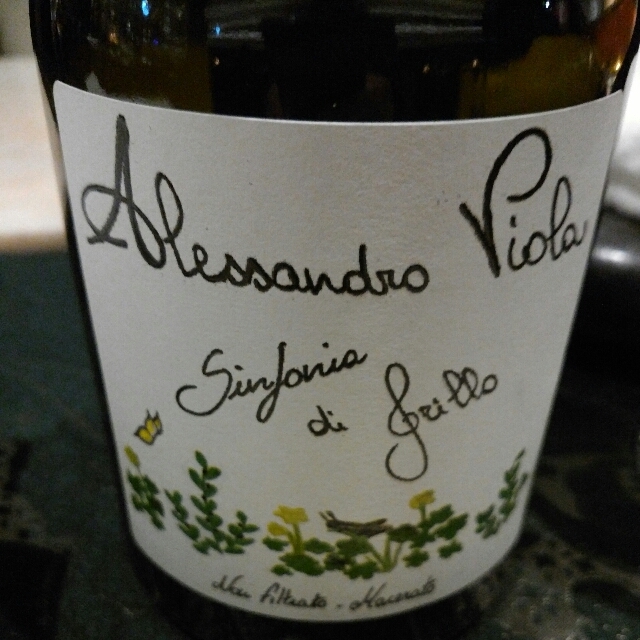 Alessandro Viola
Sinfonia
di Grillo
Non filtrato - Macerato